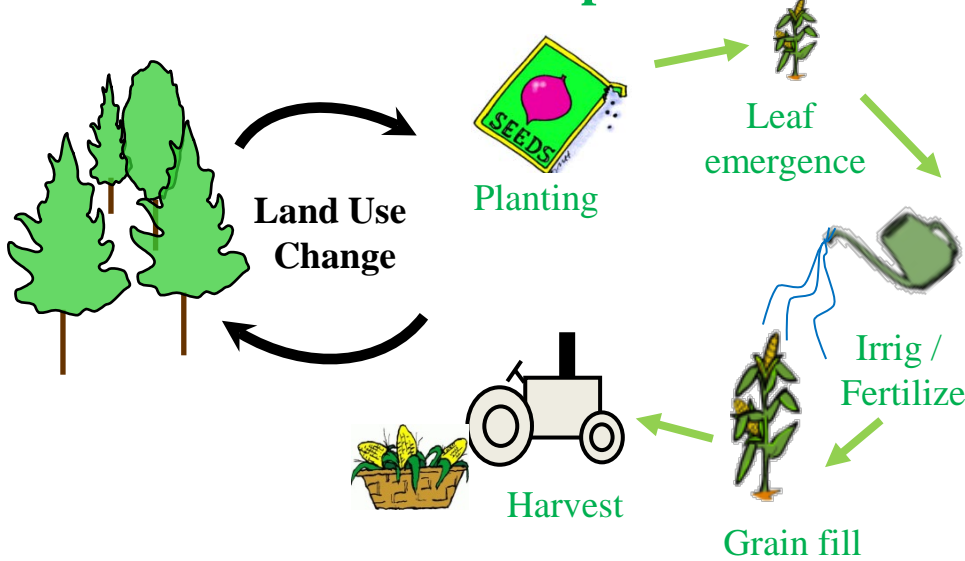 SEEDS
Planting
Leaf
emergence
Land Use
Change
Irrig /
Fertilize
Harvest
Grain fill